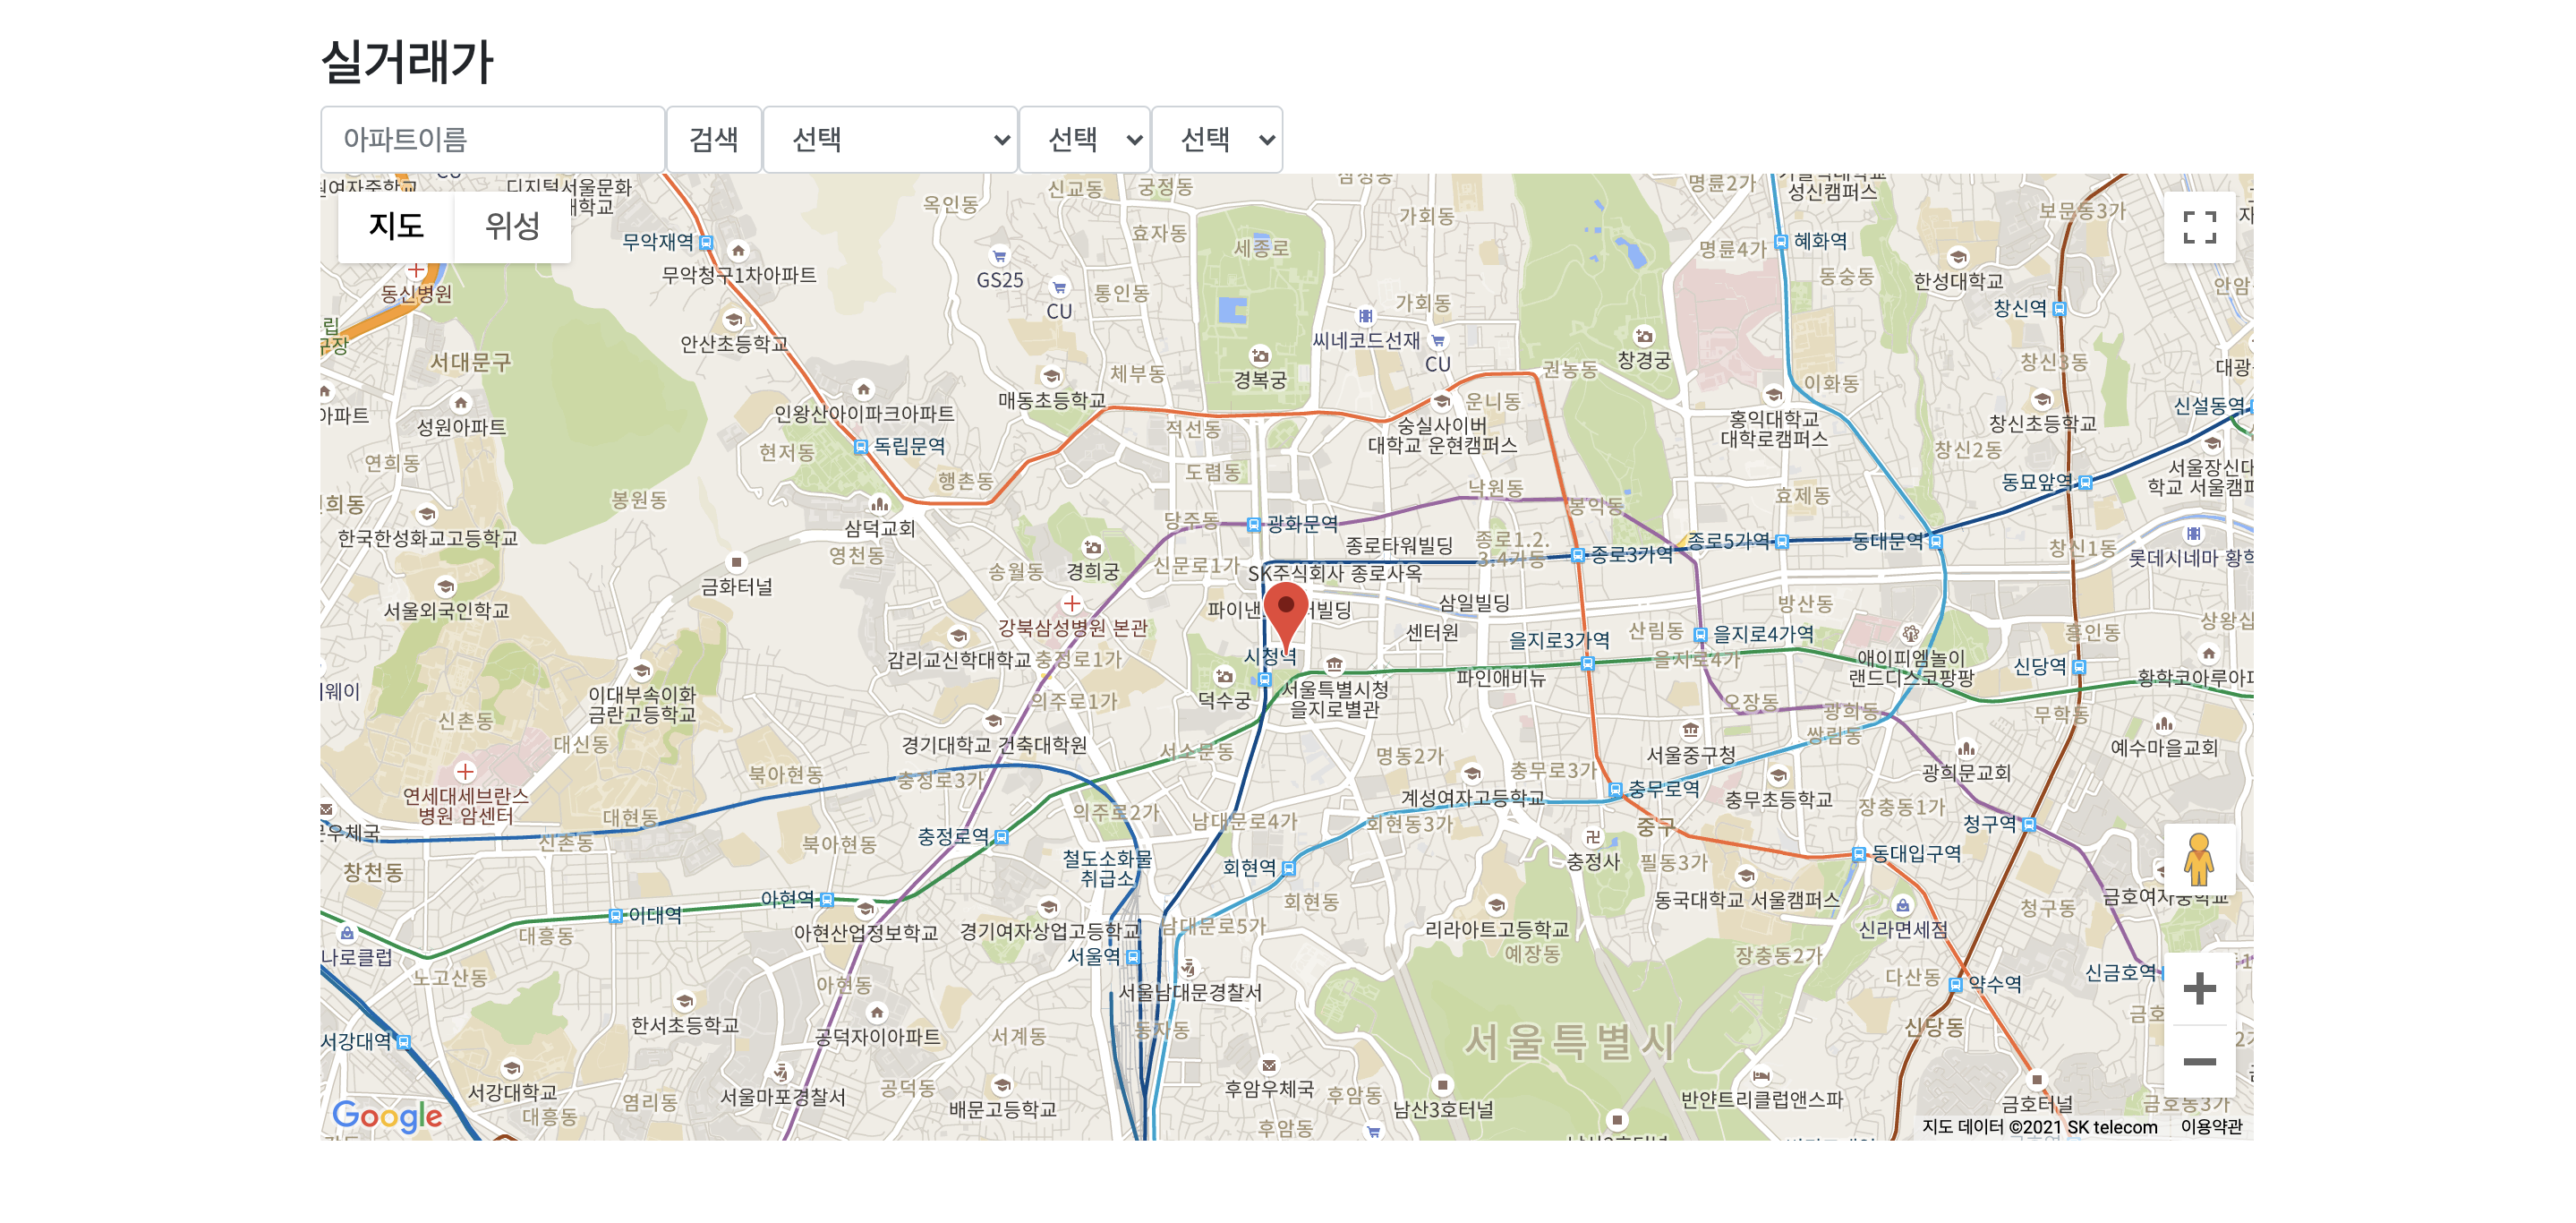 실거래가
아파트이름 검색 선택 선택 선택
지도 위성
디지털서울문화
대학교
무악재역
무악청구1차아파트
동신병원
안산초등학교
서대문구
성원아파트
인왕산아이파크아파트
현저동
독립문역
연희동
봉원동
행촌동
한국한성화교고등학교
삼덕교회
영천동
금화터널
서울외국인학교
옥인동
신교동
궁정동
효자동
GS25
CU
통인동
매동초등학교
체부동
세종로
경복궁
적선동
도렴동
당주동
광화문역
가회동
가회동
씨네코드선재
CU
운니동
숭실사이버
대학교 운현캠퍼스
권농동
창경궁
낙원동
봉익동
명륜2가
성신캠퍼스
명륜4가
혜화역
동숭동
이화동
홍익대학교
대학로캠퍼스
효제동
보문동3가
한성대학교
창신역
창신3동
창신초등학교
창신2동
신설동역
서울장신대
학교 서울캠퍼
동묘앞역
창신1동
롯데시네마 황학
경희궁
송월동
신문로1가
종로타워빌딩
SK주식회사 종로사옥
종로1.2.
3.4가동
종로3가역
종로5가역
동대문역
삼일빌딩
센터원
방산동
강북삼성병원 본관
감리교신학대학교
충정로1가
시청역
덕수궁
서울특별시청
을지로별관
파인애비뉴
을지로3가역
산림동
을지로4가역
을지로4가
애이피엠놀이
랜드디스코팡팡
흥인동
신당역
황학코아루아파
상왕십
이대부속이화
금란고등학교
신촌동
대신동
의주로1가
경기대학교 건축대학원
북아현동
충정로3가
서소문동
명동2가
서울중구청
오장동
광희동
쌍림동
무학동
예수마을교회
광희문교회
연세대세브란스
병원 암센터
대현동
신촌동
창천동
북아현동
충정로역
의주로2가
남대문로4가
철도소화물
취급소
회현역
회현동3가
계성여자고등학교
충무로3가
충무로역
충무초등학교
장충동1가
청구역
중구
충정사
필동3가
동대입구역
동국대학교 서울캠퍼스
이대역
아현역
아현산업정보학교
경기여자상업고등학교
남대문로5가
회현동
리라아트고등학교
예장동
신라면세점
장충동2가
청구동
금호여자중학교
대흥동
노고산동
아현동
서울역
서울남대문경찰서
다산동
약수역
신금호역
한서초등학교
공덕자이아파트
서계동
동자동
서울특별시
신당동
서강대역
서강대학교
대흥동
염리동
서울마포경찰서
공덕동
배문고등학교
후암우체국
후암동
후암동
남산3호터널
반얀트리클럽앤스파
금호터널
금호동3가
Google
지도 데이터 ©2021 SK telecom 이용약관